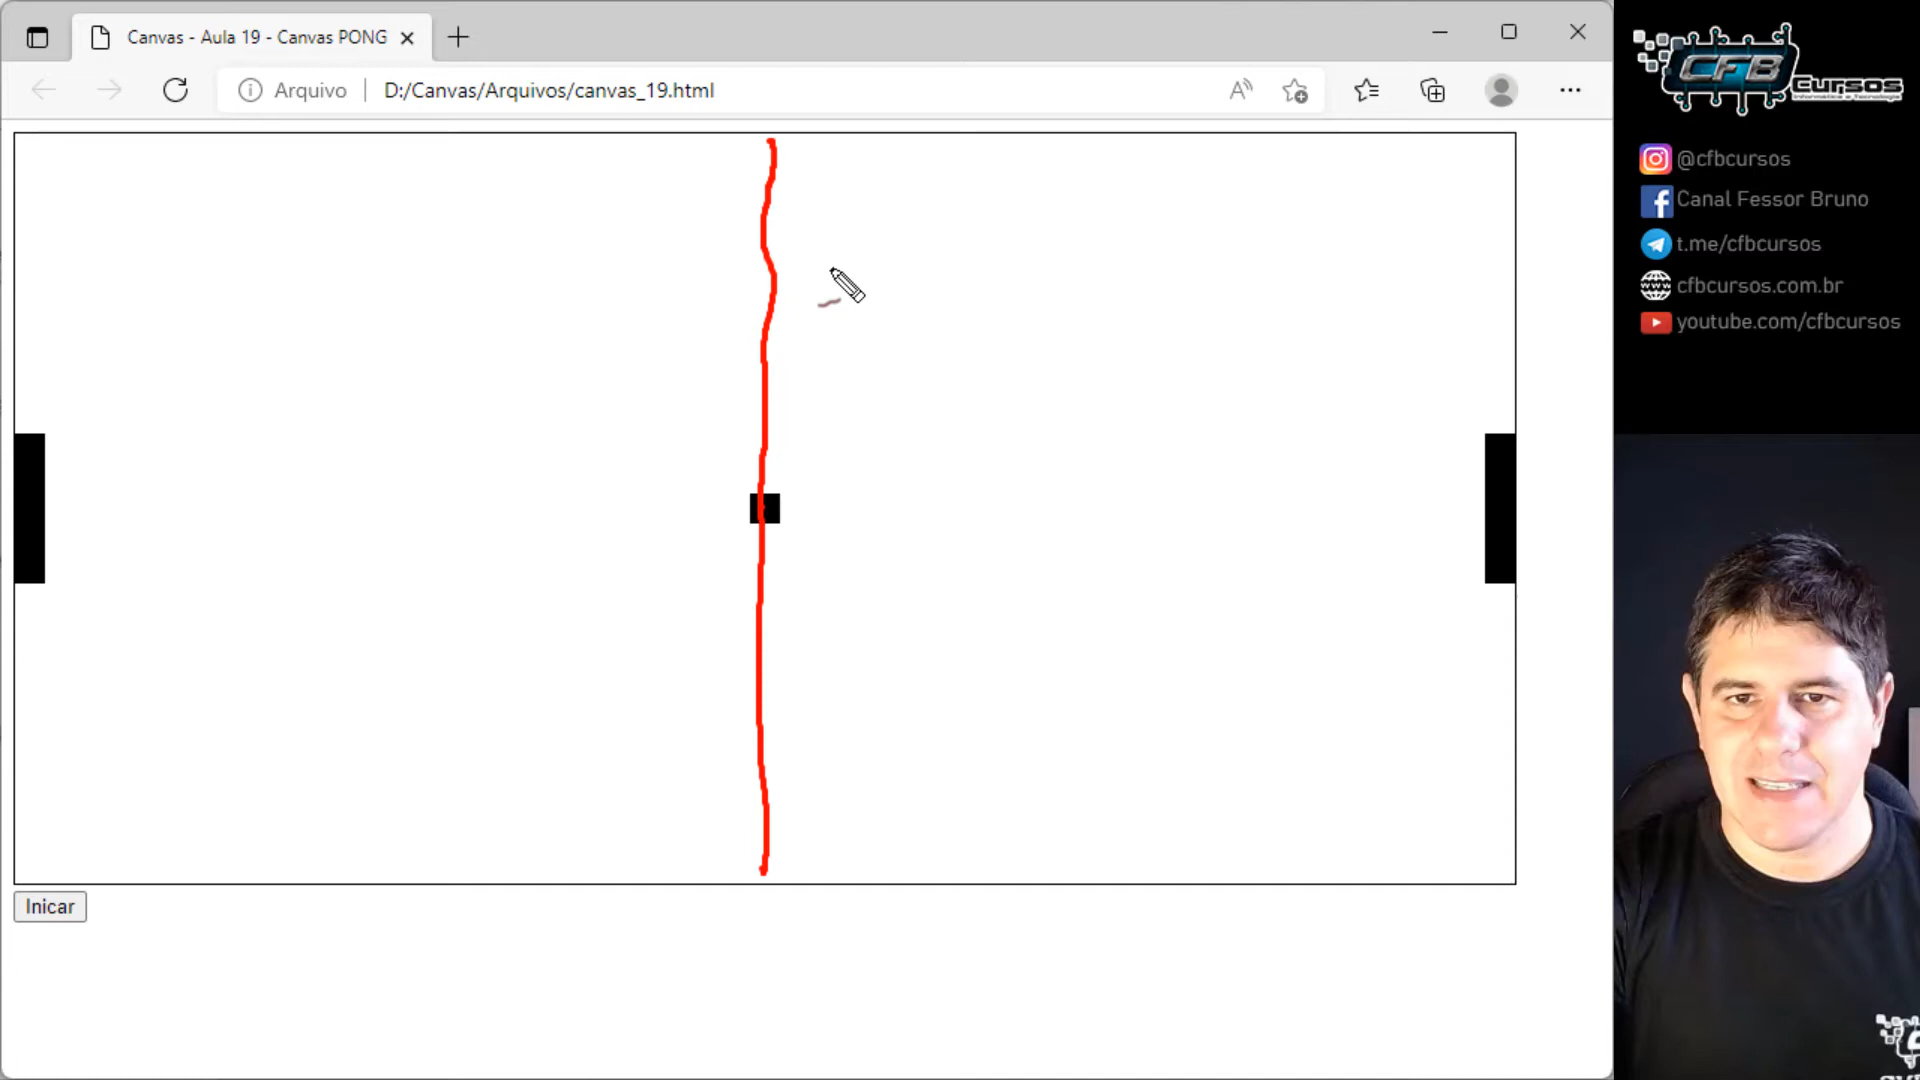 Canvas - Aula 19 - Canvas PONG
Arquivo
D:/Canvas/Arquivos/canvas_19.html
Inicar
CFB
Cursos
@cfbcursos
Canal Fessor Bruno
t.me/cfbcursos
cfbcursos.com.br
youtube.com/cfbcursos